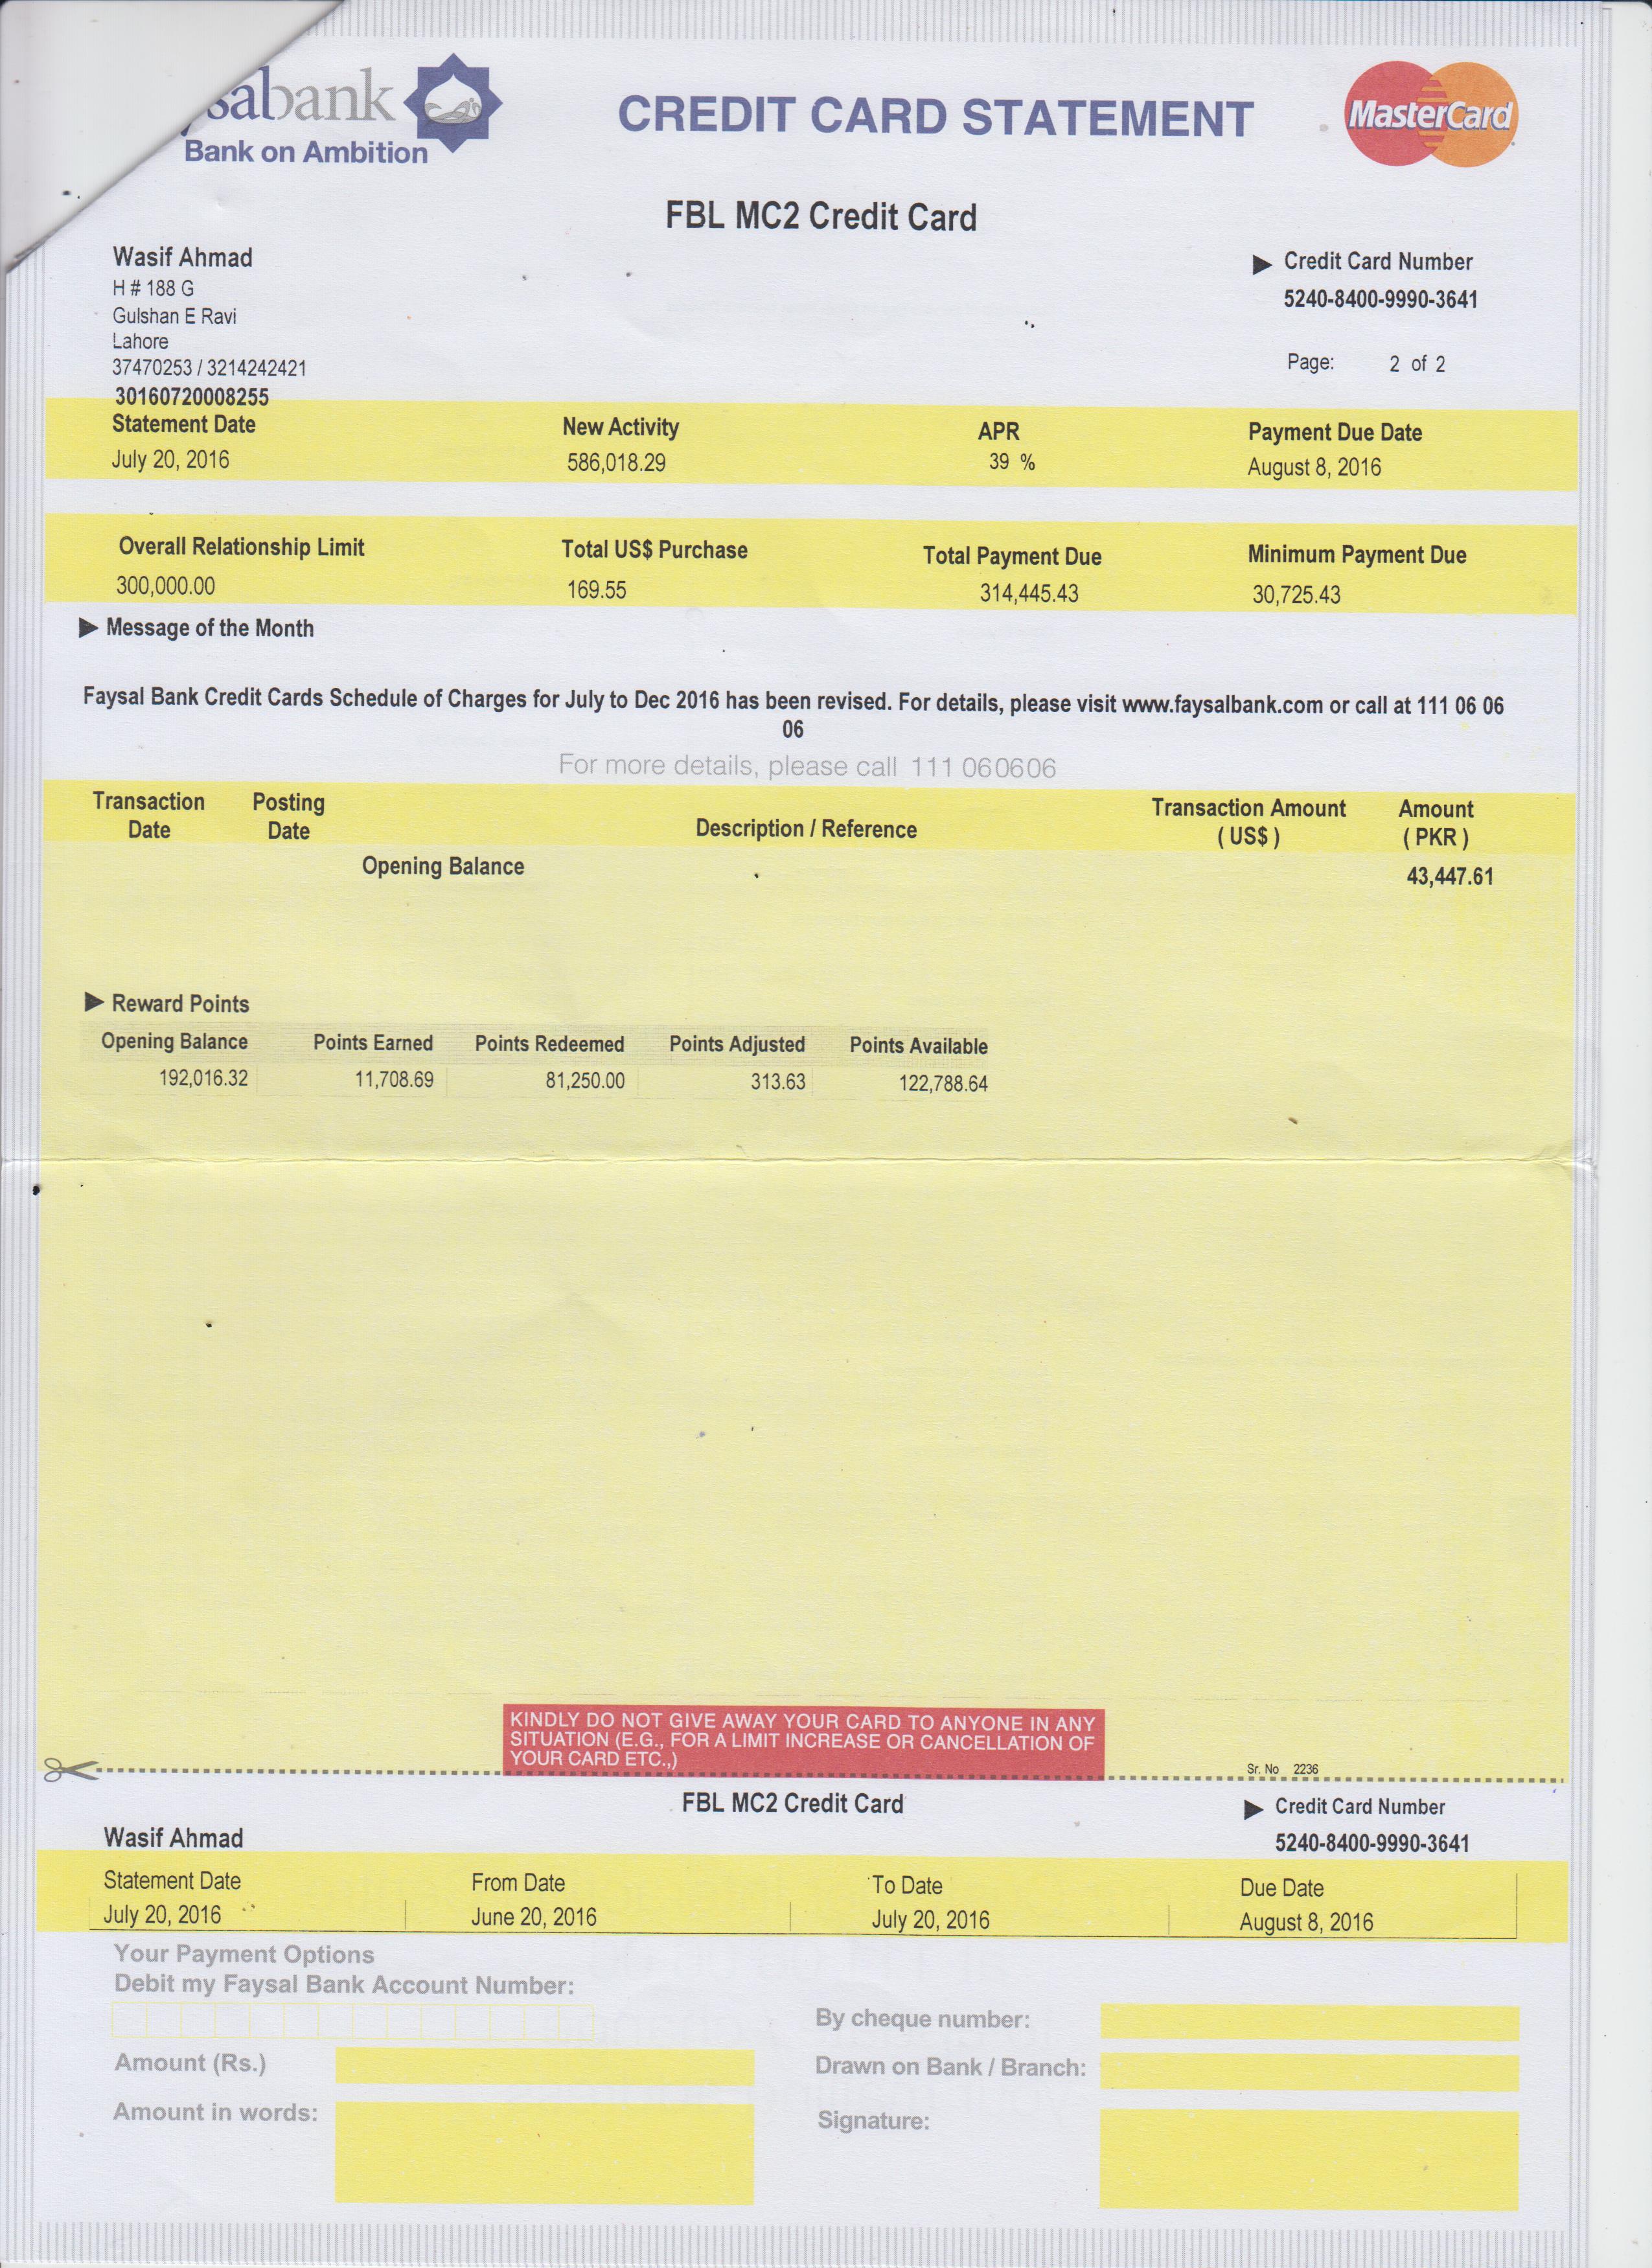 sabank
Bank on Ambition
CREDIT CARD STATEMENT
MasterCard
FBL MC2 Credit Card
Wasif Ahmad
H # 188 G
Gulshan E Ravi
Lahore
37470253 / 3214242421
30160720008255
Credit Card Number
5240-8400-9990-3641
Page: 2 of 2
Statement Date New Activity APR Payment Due Date
July 20, 2016 586,018.29 39 % August 8, 2016
Overall Relationship Limit Total US$ Purchase Total Payment Due Minimum Payment Due
300,000.00 169.55 314,445.43 30,725.43
Message of the Month
Faysal Bank Credit Cards Schedule of Charges for July to Dec 2016 has been revised. For details, please visit www.faysalbank.com or call at 111 06 06
06
For more details, please call 111 060606
Transaction Posting Transaction Amount Amount
Date Date Description / Reference ( US$ ) ( PKR )
Opening Balance 43,447.61
Reward Points
Opening Balance Points Earned Points Redeemed Points Adjusted Points Available
192,016.32 11,708.69 81,250.00 313.63 122,788.64
KINDLY DO NOT GIVE AWAY YOUR CARD TO ANYONE IN ANY
SITUATION (E.G., FOR A LIMIT INCREASE OR CANCELLATION OF
YOUR CARD ETC.,)
Sr. No 2236
FBL MC2 Credit Card
Credit Card Number
Wasif Ahmad
5240-8400-9990-3641
Statement Date From Date To Date Due Date
July 20, 2016 June 20, 2016 July 20, 2016 August 8, 2016
Your Payment Options
Debit my Faysal Bank Account Number:
By cheque number:
Amount (Rs.)
Drawn on Bank / Branch:
Amount in words:
Signature: